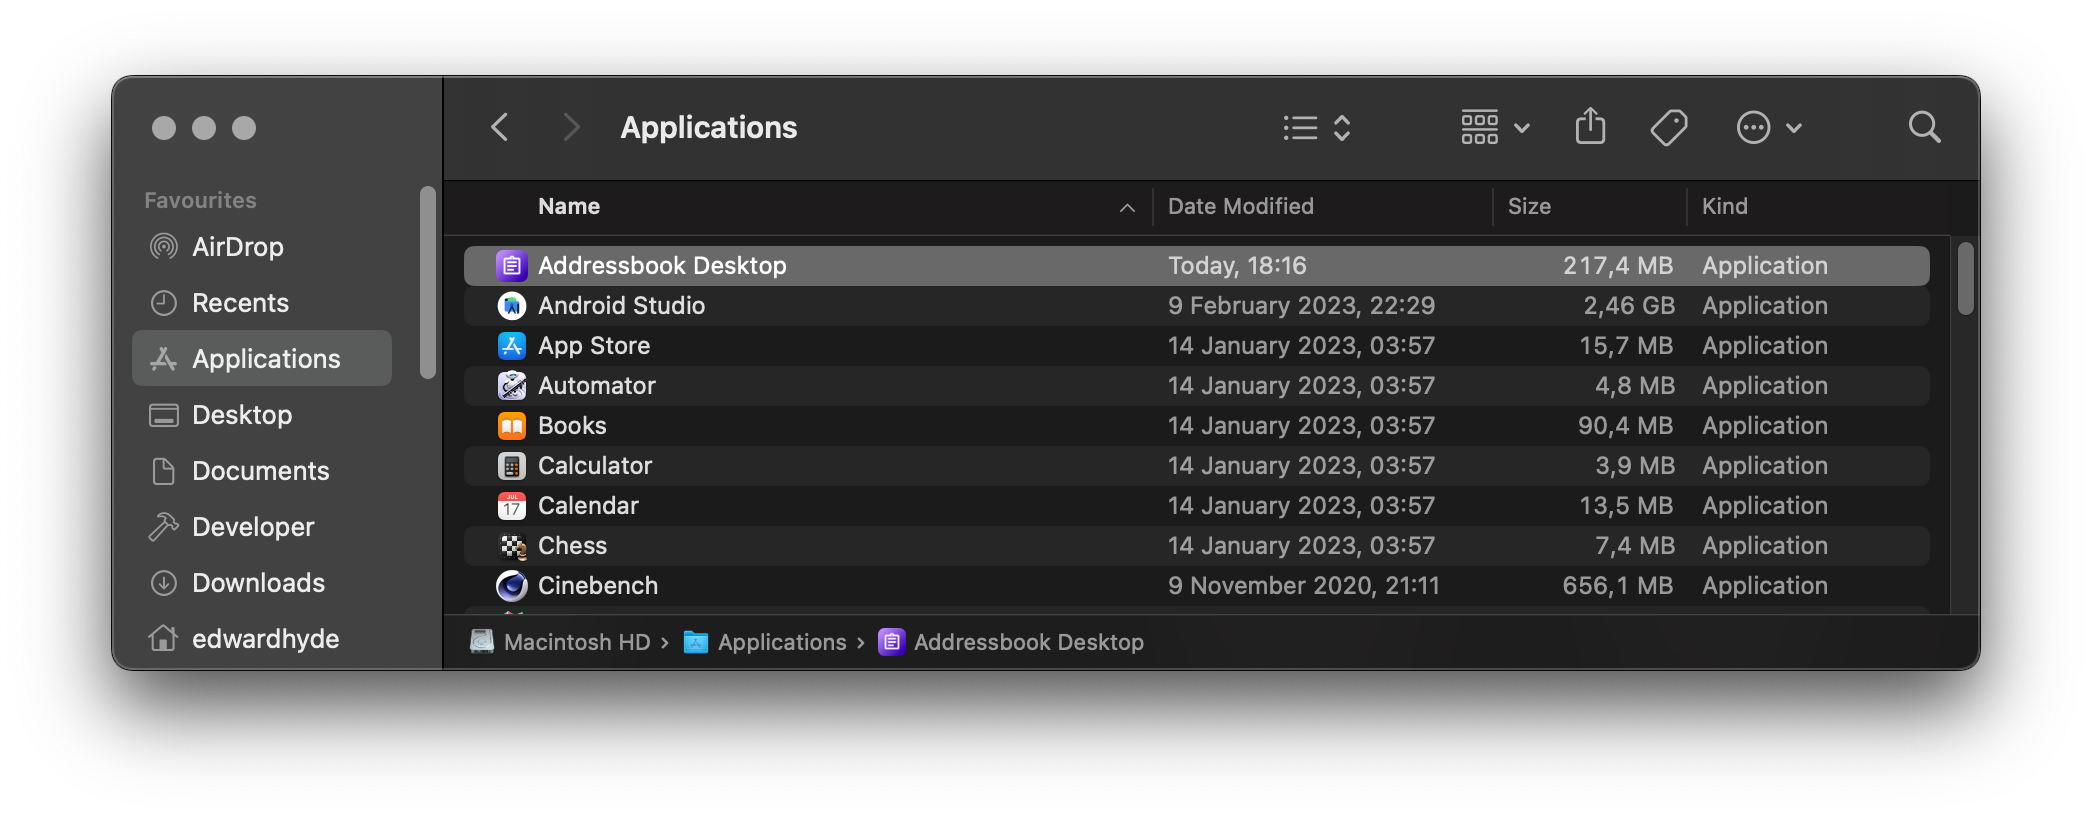 Applications
Favourites
AirDrop
Recents
Applications
Desktop
Documents
Developer
Downloads
edwardhyde
Name Date Modified Size Kind
Addressbook Desktop Today, 18:16 217,4 MB Application
Android Studio 9 February 2023, 22:29 2,46 GB Application
App Store 14 January 2023, 03:57 15,7 MB Application
Automator 14 January 2023, 03:57 4,8 MB Application
Books 14 January 2023, 03:57 90,4 MB Application
Calculator 14 January 2023, 03:57 3,9 MB Application
JUL
17
Calendar 14 January 2023, 03:57 13,5 MB Application
Chess 14 January 2023, 03:57 7,4 MB Application
Cinebench 9 November 2020, 21:11 656,1 MB Application
Macintosh HD › Applications › Addressbook Desktop